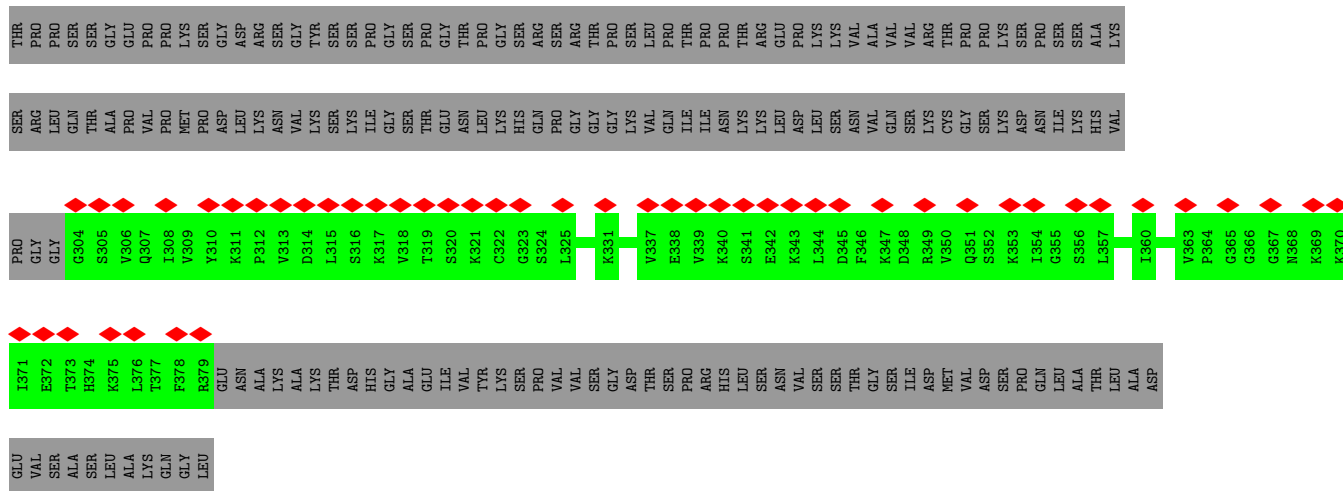 THR PRO PRO SER SER GLY GLU PRO PRO LYS SER GLY ASP ARG SER GLY TYR SER SER PRO GLY SER PRO GLY THR PRO GLY SER ARG SER ARG THR PRO SER LEU PRO THR PRO PRO THR ARG GLU PRO LYS LYS VAL ALA VAL VAL ARG THR PRO PRO LYS SER PRO SER SER ALA LYS
SER ARG LEU GLN THR ALA PRO VAL PRO MET PRO ASP LEU LYS ASN VAL LYS SER LYS ILE GLY SER THR GLU ASN LEU LYS HIS GLN PRO GLY GLY GLY LYS VAL GLN ILE ILE ASN LYS LYS LEU ASP LEU SER ASN VAL GLN SER LYS CYS GLY SER LYS ASP ASN ILE LYS HIS VAL
PRO GLY GLY G304 S305 V306 Q307 I308 V309 Y310 K311 P312 V313 D314 L315 S316 K317 V318 T319 S320 K321 C322 G323 S324 L325 K331 V337 E338 V339 K340 S341 E342 K343 L344 D345 F346 K347 D348 R349 V350 Q351 S352 K353 I354 G355 S356 L357 I360 V363 P364 G365 G366 G367 N368 K369 K370
I371 E372 T373 H374 K375 L376 T377 F378 R379 GLU ASN ALA LYS ALA LYS THR ASP HIS GLY ALA GLU ILE VAL TYR LYS SER PRO VAL VAL SER GLY ASP THR SER PRO ARG HIS LEU SER ASN VAL SER SER THR GLY SER ILE ASP MET VAL ASP SER PRO GLN LEU ALA THR LEU ALA ASP
GLU VAL SER ALA SER LEU ALA LYS GLN GLY LEU